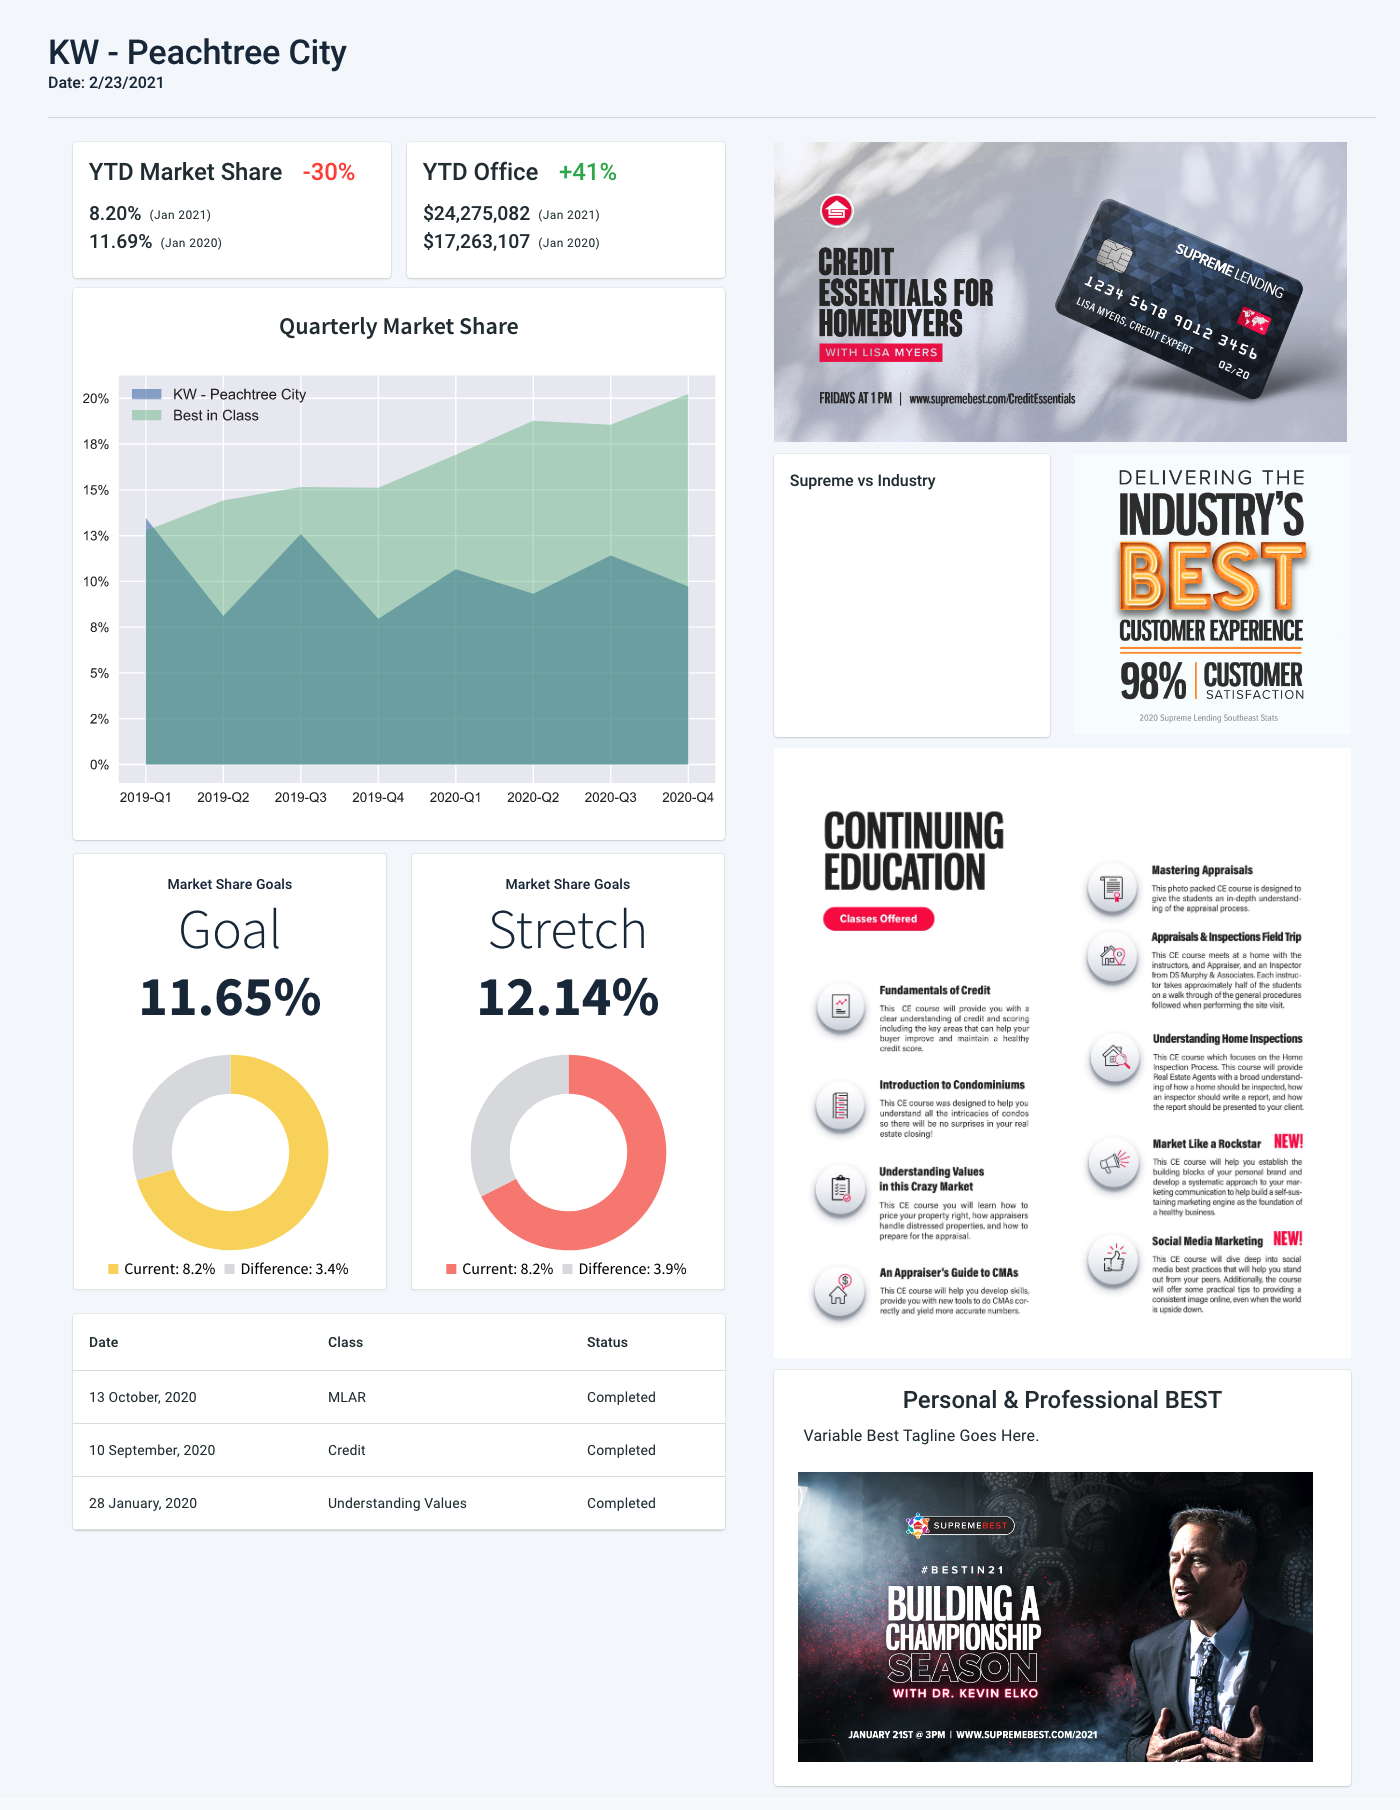 KW - Peachtree City
Date: 2/23/2021
YTD Market Share -30%
8.20% (Jan 2021)
11.69% (Jan 2020)
YTD Office +41%
$24,275,082 (Jan 2021)
$17,263,107 (Jan 2020)
Quarterly Market Share
KW - Peachtree City
Best in Class
20%
18%
15%
13%
10%
8%
5%
2%
0%
2019-Q1 2019-Q2 2019-Q3 2019-Q4 2020-Q1 2020-Q2 2020-Q3 2020-Q4
Market Share Goals
Goal
11.65%
Current: 8.2% Difference: 3.4%
Market Share Goals
Stretch
12.14%
Current: 8.2% Difference: 3.9%
Date Class Status
13 October, 2020 MLAR Completed
10 September, 2020 Credit Completed
28 January, 2020 Understanding Values Completed
CREDIT
ESSENTIALS FOR
HOMEBUYERS
WITH LISA MYERS
FRIDAYS AT 1 PM | www.supremebest.com/CreditEssentials
SUPREME LENDING
1234 5678 9012 3456
LISA MYERS, CREDIT EXPERT
02/20
Supreme vs Industry
DELIVERING THE
INDUSTRY'S
BEST
CUSTOMER EXPERIENCE
98% | CUSTOMER
SATISFACTION
2020 Supreme Lending Southeast Stats
CONTINUING
EDUCATION
Classes Offered
Fundamentals of Credit
This CE course will provide you with a
clear understanding of credit and scoring
including the key areas that can help your
buyer improve and maintain a healthy
credit score.
Introduction to Condominiums
This CE course was designed to help you
understand all the intricacies of condos
so there will be no surprises in your real
estate closing!
Understanding Values
in this Crazy Market
This CE course you will learn how to
price your property right, how appraisers
handle distressed properties, and how to
prepare for the appraisal.
An Appraiser's Guide to CMAs
This CE course will help you develop skills,
provide you with new tools to do CMAs cor-
rectly and yield more accurate numbers.
Mastering Appraisals
This photo packed CE course is designed to
give the students an in-depth understand-
ing of the appraisal process.
Appraisals & Inspections Field Trip
This CE course meets at a home with the
instructors, and Appraiser, and an Inspector
from DS Murphy & Associates. Each instruc-
tor takes approximately half of the students
on a walk through of the general procedures
followed when performing the site visit.
Understanding Home Inspections
This CE course which focuses on the Home
Inspection Process. This course will provide
Real Estate Agents with a broad understand-
ing of how a home should be inspected, how
an inspector should write a report, and how
the report should be presented to your client.
Market Like a Rockstar NEW!
This CE course will help you establish the
building blocks of your personal brand and
develop a systematic approach to your mar-
keting communication to help build a self-sus-
taining marketing engine as the foundation of
a healthy business.
Social Media Marketing NEW!
This CE course will dive deep into social
media best practices that will help you stand
out from your peers. Additionally, the course
will offer some practical tips to providing a
consistent image online, even when the world
is upside down.
Personal & Professional BEST
Variable Best Tagline Goes Here.
SUPREMEBEST
#BESTIN21
BUILDING A
CHAMPIONSHIP
SEASON
WITH DR. KEVIN ELKO
JANUARY 21ST @ 3PM | WWW.SUPREMEBEST.COM/2021